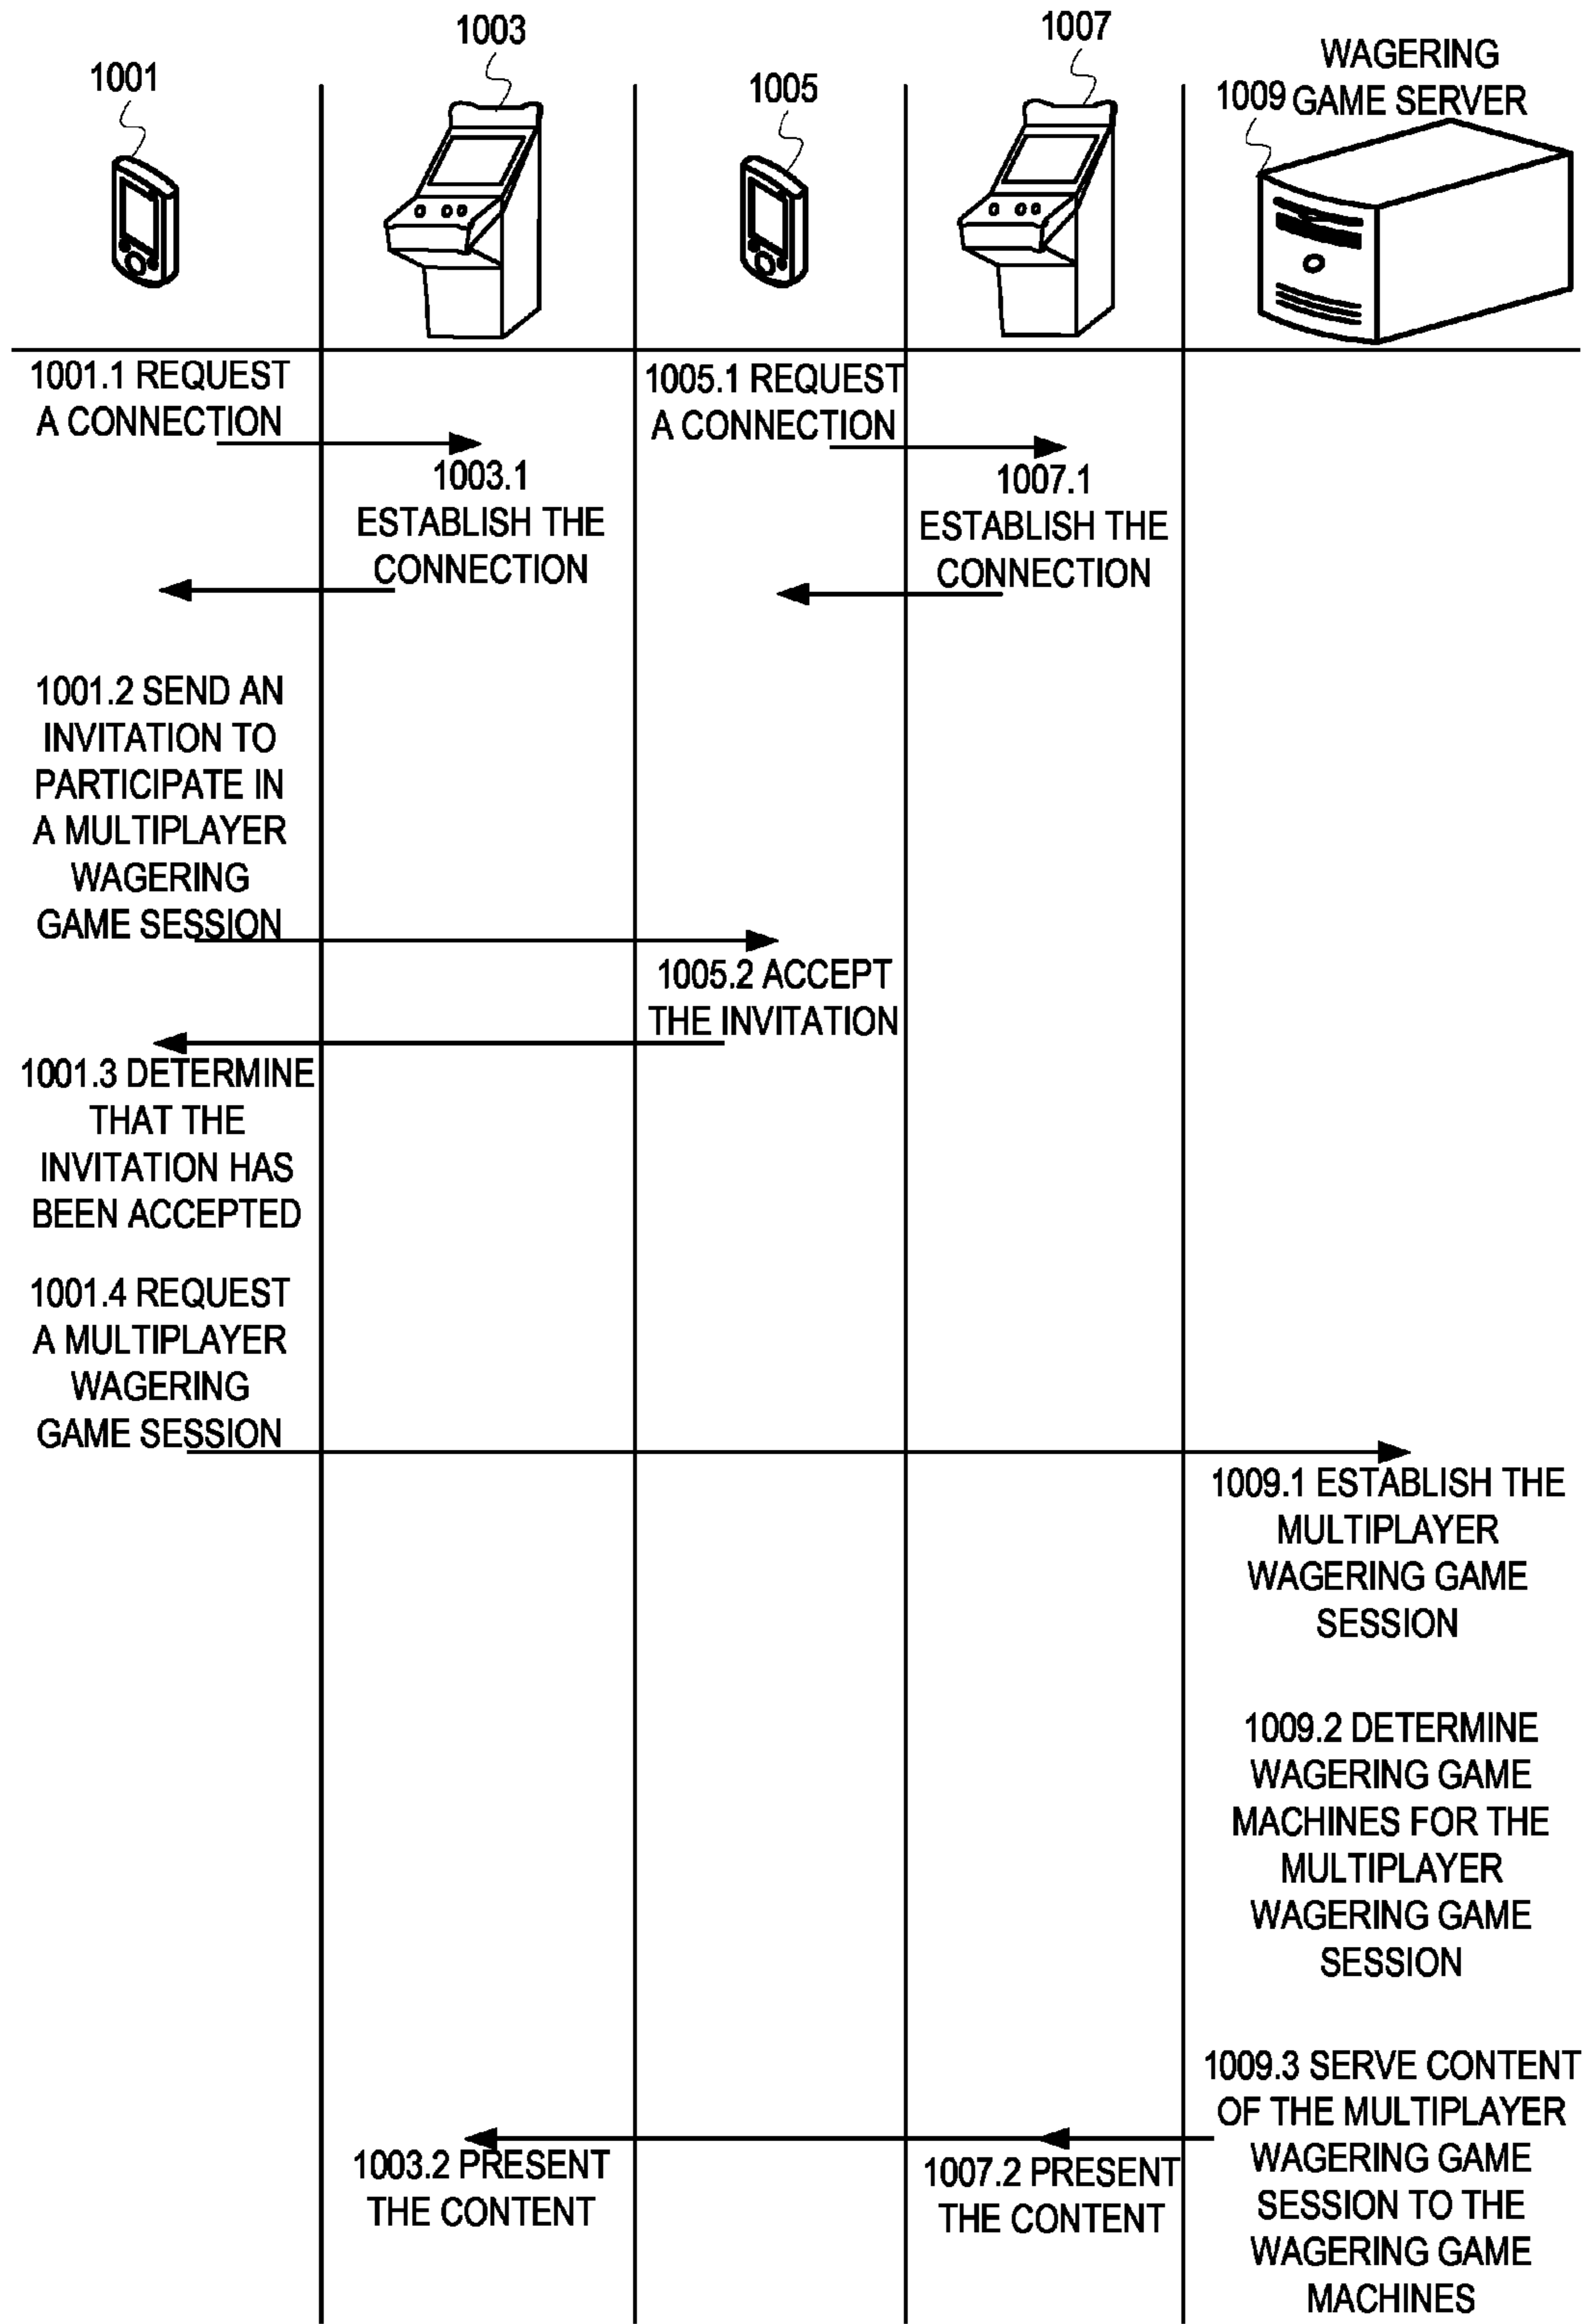 1001
1003
1005
1007
WAGERING
1009 GAME SERVER
1001.1 REQUEST
A CONNECTION
1005.1 REQUEST
A CONNECTION
1003.1
ESTABLISH THE
CONNECTION
1007.1
ESTABLISH THE
CONNECTION
1001.2 SEND AN
INVITATION TO
PARTICIPATE IN
A MULTIPLAYER
WAGERING
GAME SESSION
1005.2 ACCEPT
THE INVITATION
1001.3 DETERMINE
THAT THE
INVITATION HAS
BEEN ACCEPTED
1001.4 REQUEST
A MULTIPLAYER
WAGERING
GAME SESSION
1009.1 ESTABLISH THE
MULTIPLAYER
WAGERING GAME
SESSION
1009.2 DETERMINE
WAGERING GAME
MACHINES FOR THE
MULTIPLAYER
WAGERING GAME
SESSION
1009.3 SERVE CONTENT
OF THE MULTIPLAYER
WAGERING GAME
SESSION TO THE
WAGERING GAME
MACHINES
1003.2 PRESENT
THE CONTENT
1007.2 PRESENT
THE CONTENT